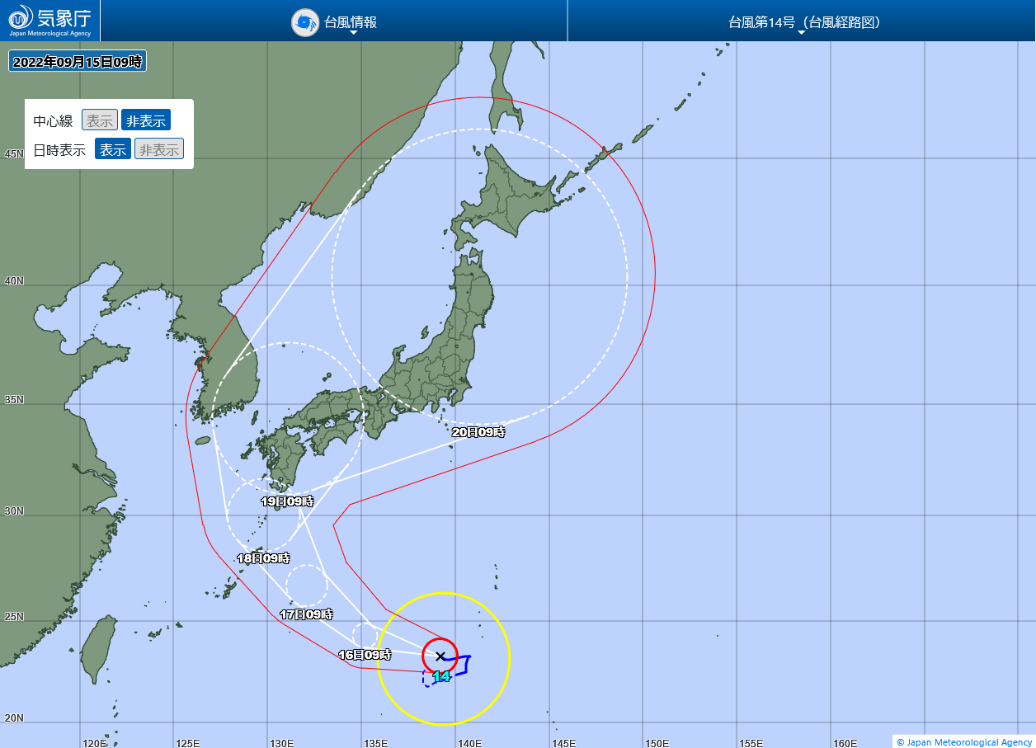 気象庁
Japan Meteorological Agency
台風情報
台風第14号（台風経路図）
2022年09月15日09時
中心線 表示 非表示
日時表示 表示 非表示
45N
40N
35N
20日09時
19日09時
30N
18日09時
17日09時
25N
16日09時
14
20N
120E 125E 130E 135E 140E 145E 150E 155E 160E
© Japan Meteorological Agency